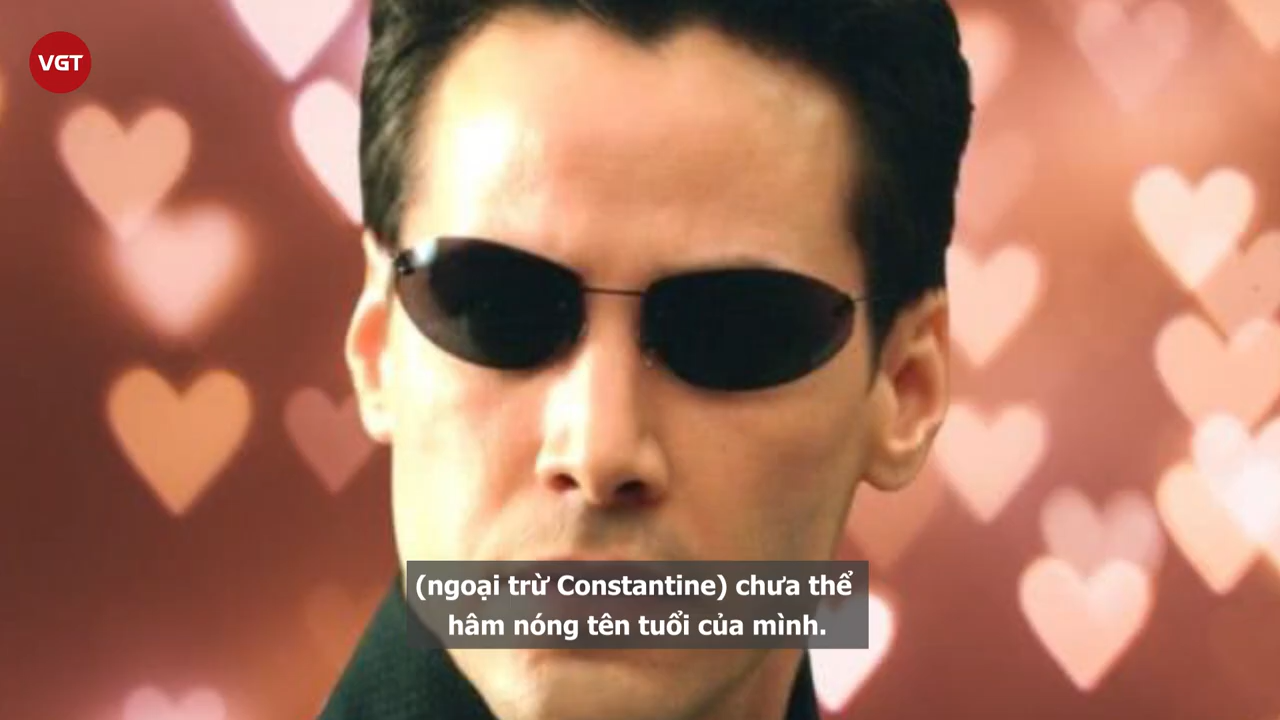 VGT
(ngoại trừ Constantine) chưa thể
hâm nóng tên tuổi của mình.